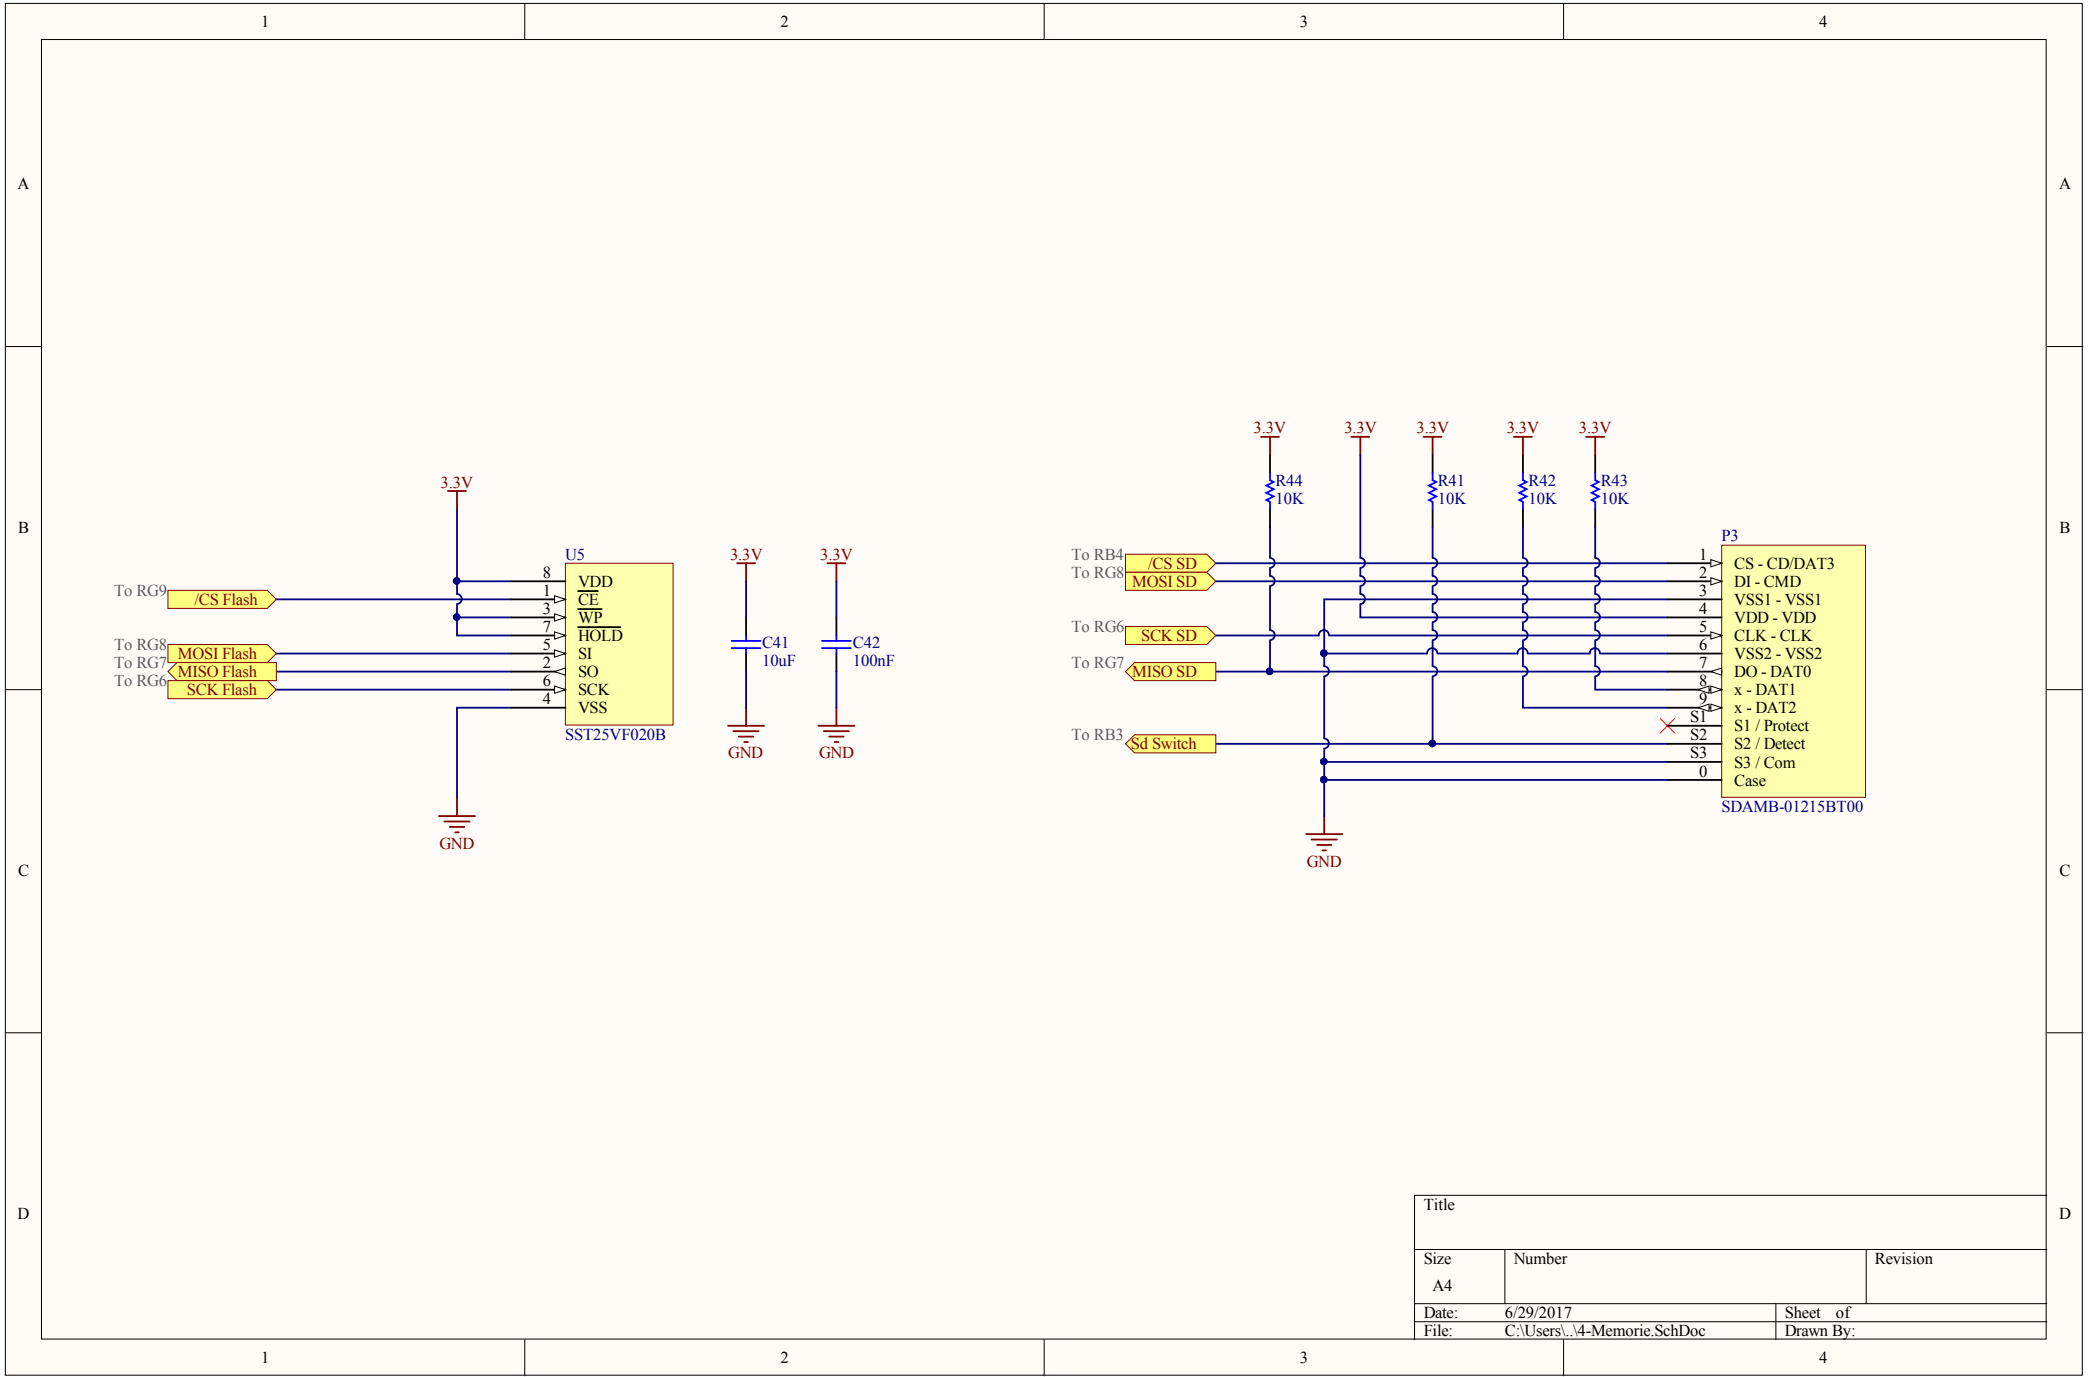 1 2 3 4
A A
B B
C C
D D
3.3V
To RG9 /CS Flash
To RG8 MOSI Flash
To RG7 MISO Flash
To RG6 SCK Flash
U5
8 VDD
1 CE
3 WP
7 HOLD
5 SI
2 SO
6 SCK
4 VSS
SST25VF020B
GND
3.3V 3.3V
C41 C42
10uF 100nF
GND GND
3.3V 3.3V 3.3V 3.3V 3.3V
R44 R41 R42 R43
10K 10K 10K 10K
To RB4 /CS SD
To RG8 MOSI SD
To RG6 SCK SD
To RG7 MISO SD
To RB3 Sd Switch
P3
1 CS - CD/DAT3
2 DI - CMD
3 VSS1 - VSS1
4 VDD - VDD
5 CLK - CLK
6 VSS2 - VSS2
7 DO - DAT0
8 x - DAT1
9 x - DAT2
S1 S1 / Protect
S2 S2 / Detect
S3 S3 / Com
0 Case
SDAMB-01215BT00
GND
Title
Size Number Revision
A4
Date: 6/29/2017 Sheet of
File: C:\Users\..\4-Memorie.SchDoc Drawn By:
1 2 3 4